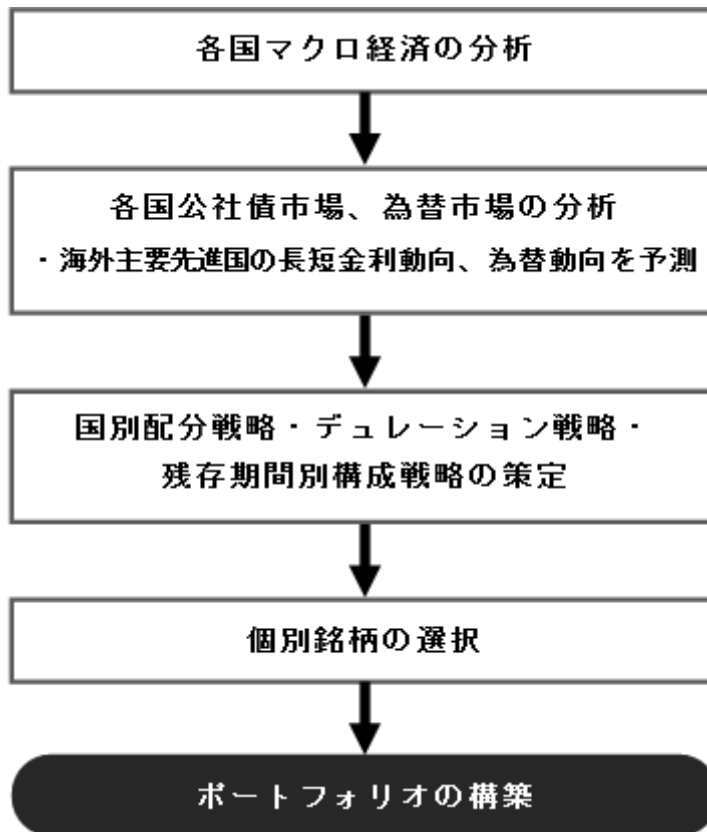 各国マクロ経済の分析
各国公社債市場、為替市場の分析
・海外主要先進国の長短金利動向、為替動向を予測
国別配分戦略・デュレーション戦略・
残存期間別構成戦略の策定
個別銘柄の選択
ポートフォリオの構築